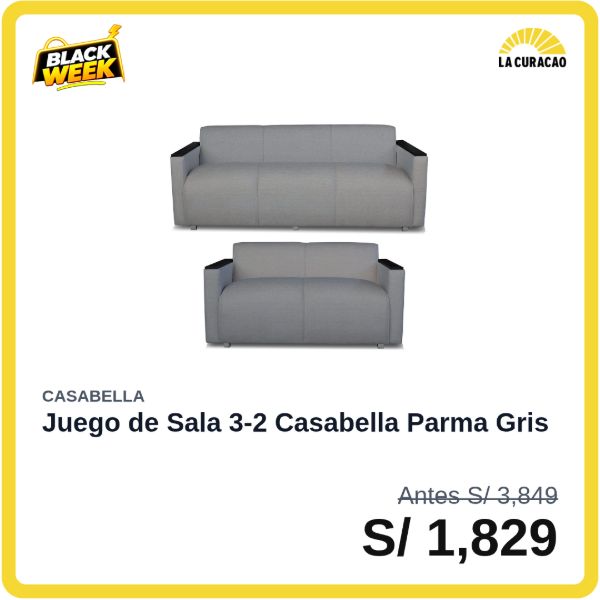 BLACK
WEEK
LA CURACAO
CASABELLA
Juego de Sala 3-2 Casabella Parma Gris
Antes S/ 3,849
S/ 1,829